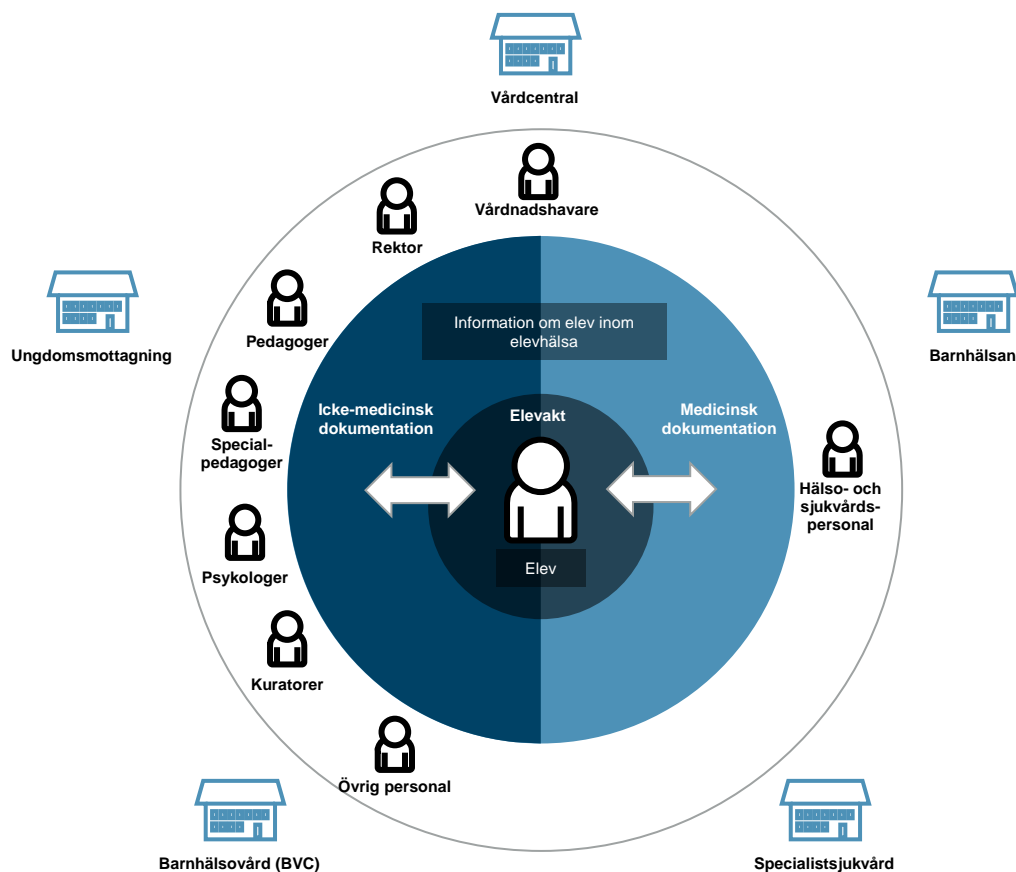 Vårdcentral
Vårdnadshavare
Rektor
Pedagoger
Ungdomsmottagning
Barnhälsan
Information om elev inom
elevhälsa
Icke-medicinsk
dokumentation
Elevakt
Medicinsk
dokumentation
Special-
pedagoger
Hälso- och
sjukvårds-
personal
Elev
Psykologer
Kuratorer
Övrig personal
Barnhälsovård (BVC)
Specialistsjukvård